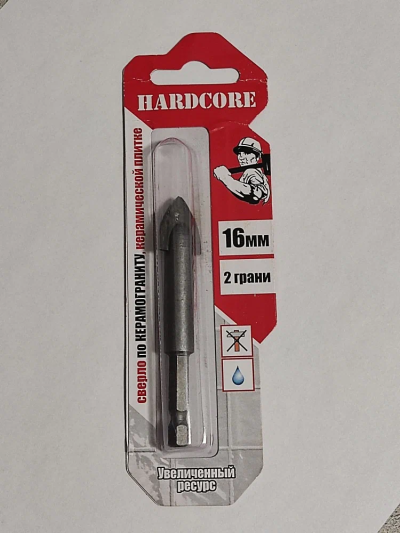 HARDCORE
сверло по КЕРАМОГРАНИТУ, керамической плитке
16мм
2 грани
Увеличенный
ресурс